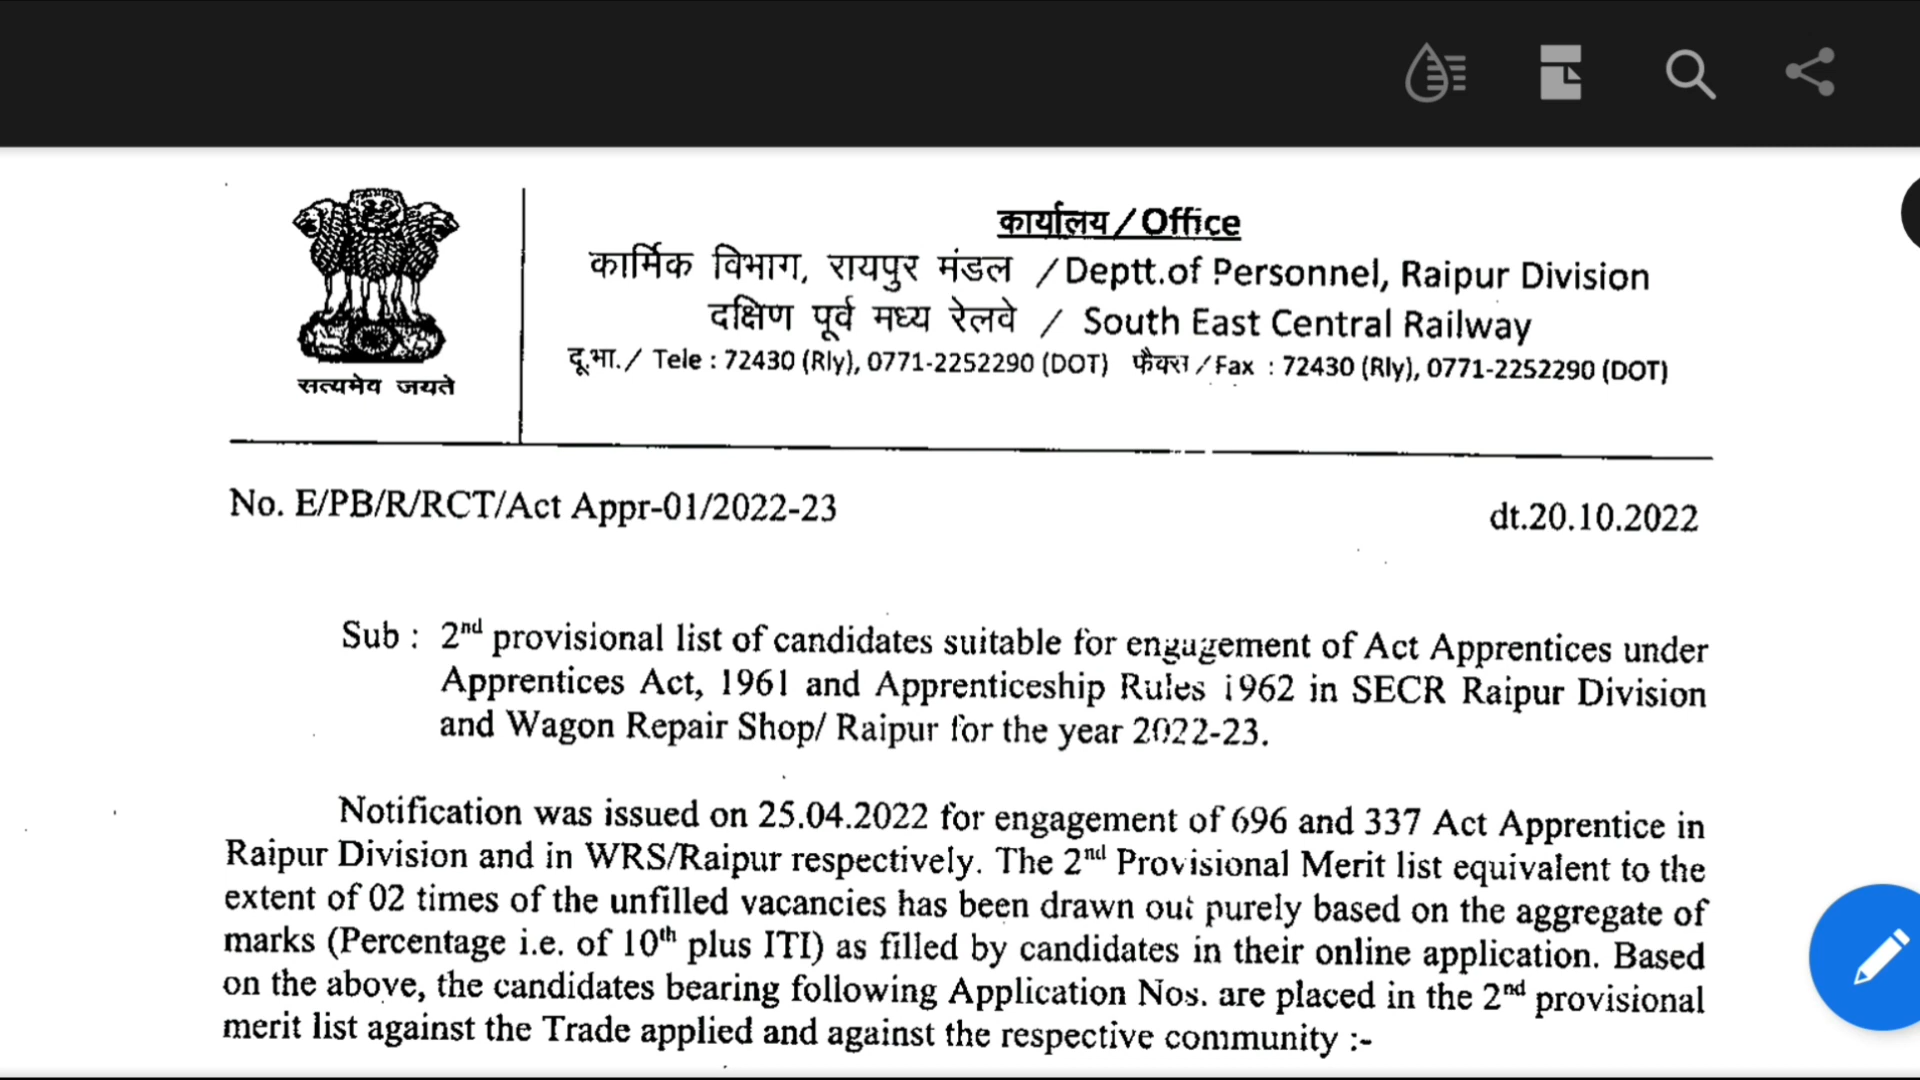 कार्यालय / Office
कार्मिक विभाग, रायपुर मंडल / Deptt.of Personnel, Raipur Division
दक्षिण पूर्व मध्य रेलवे / South East Central Railway
दू.भा. / Tele : 72430 (Rly), 0771-2252290 (DOT) फैक्स / Fax : 72430 (Rly), 0771-2252290 (DOT)
सत्यमेव जयते
No. E/PB/R/RCT/Act Appr-01/2022-23 dt.20.10.2022
Sub : 2nd provisional list of candidates suitable for engagement of Act Apprentices under
Apprentices Act, 1961 and Apprenticeship Rules 1962 in SECR Raipur Division
and Wagon Repair Shop/ Raipur for the year 2022-23.
Notification was issued on 25.04.2022 for engagement of 696 and 337 Act Apprentice in
Raipur Division and in WRS/Raipur respectively. The 2nd Provisional Merit list equivalent to the
extent of 02 times of the unfilled vacancies has been drawn out purely based on the aggregate of
marks (Percentage i.e. of 10th plus ITI) as filled by candidates in their online application. Based
on the above, the candidates bearing following Application Nos. are placed in the 2nd provisional
merit list against the Trade applied and against the respective community :-